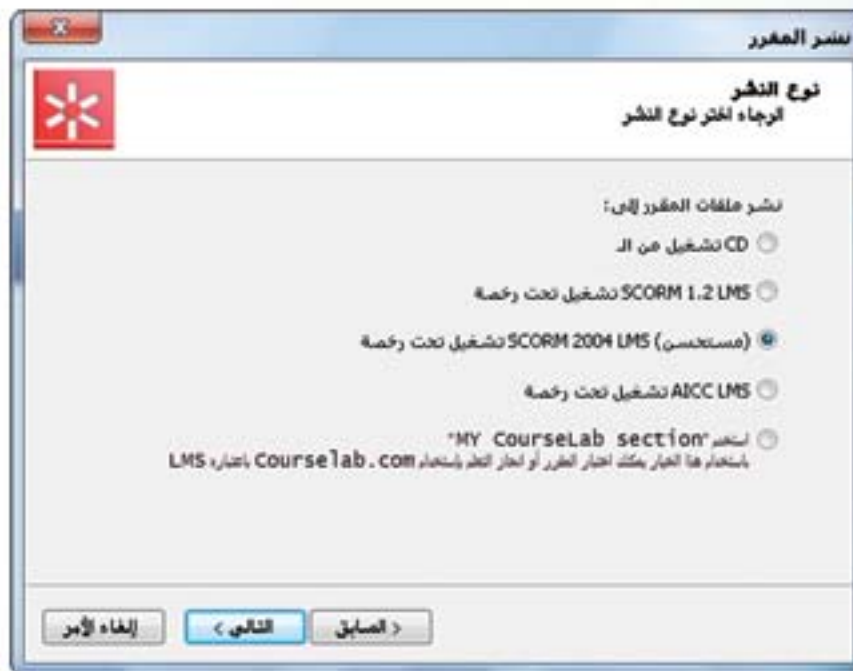 نشر المقرر
نوع النشر
الرجاء اختر نوع النشر
نشر ملفات المقرر إلى:
CD تشغيل من الـ
SCORM 1.2 LMS تشغيل تحت رخصة
(مستحسن) SCORM 2004 LMS تشغيل تحت رخصة
AICC LMS تشغيل تحت رخصة
استخدم "MY CourseLab section"
باستخدام هذا الخيار يمكنك اختبار المقرر أو انجاز التعلم باستخدام Courselab.com باعتباره LMS
< السابق
التالي >
إلغاء الأمر